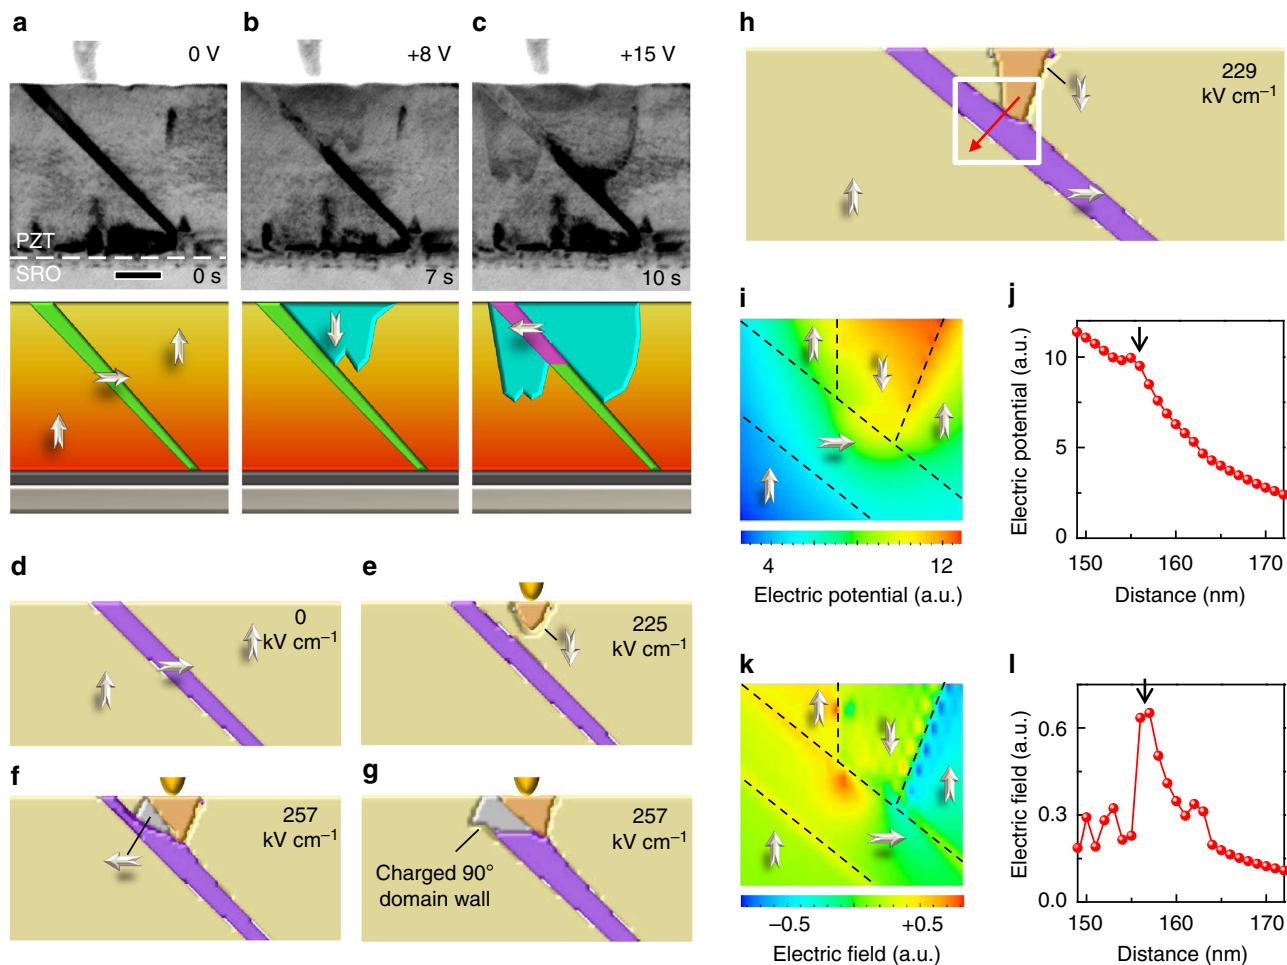 a
0 V
b
+8 V
c
+15 V
PZT
SRO
0 s
7 s
10 s
d
0
kV cm⁻¹
e
225
kV cm⁻¹
f
257
kV cm⁻¹
g
257
kV cm⁻¹
Charged 90°
domain wall
h
229
kV cm⁻¹
i
4
12
Electric potential (a.u.)
j
Electric potential (a.u.)
10
5
0
150
160
170
Distance (nm)
k
−0.5
+0.5
Electric field (a.u.)
l
Electric field (a.u.)
0.6
0.3
0.0
150
160
170
Distance (nm)